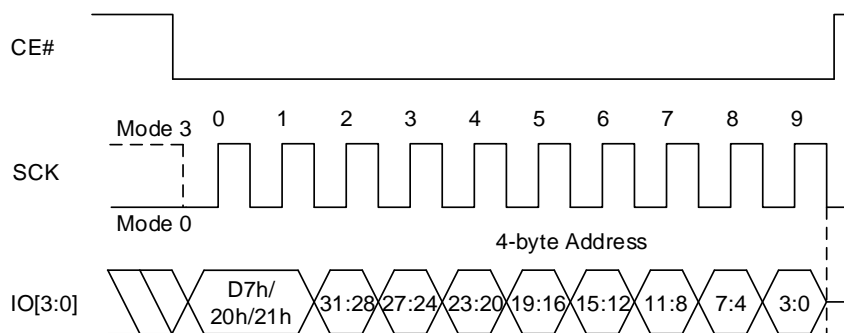 CE#
Mode 3 0 1 2 3 4 5 6 7 8 9
SCK
Mode 0
4-byte Address
IO[3:0] D7h/ 31:28 27:24 23:20 19:16 15:12 11:8 7:4 3:0
20h/21h